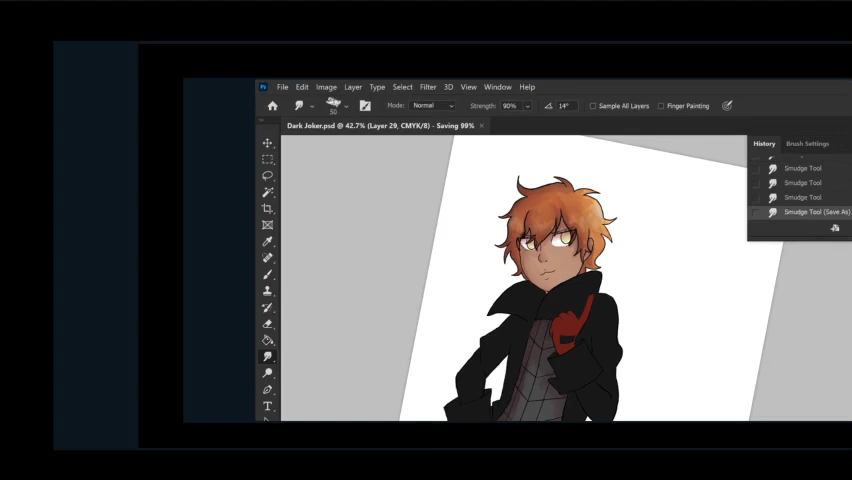 Ps File Edit Image Layer Type Select Filter 3D View Window Help
50 Mode: Normal Strength: 90% 14° Sample All Layers Finger Painting
Dark Joker.psd @ 42.7% (Layer 29, CMYK/8) - Saving 99% ×
History Brush Settings
Smudge Tool
Smudge Tool
Smudge Tool
Smudge Tool (Save As)
T